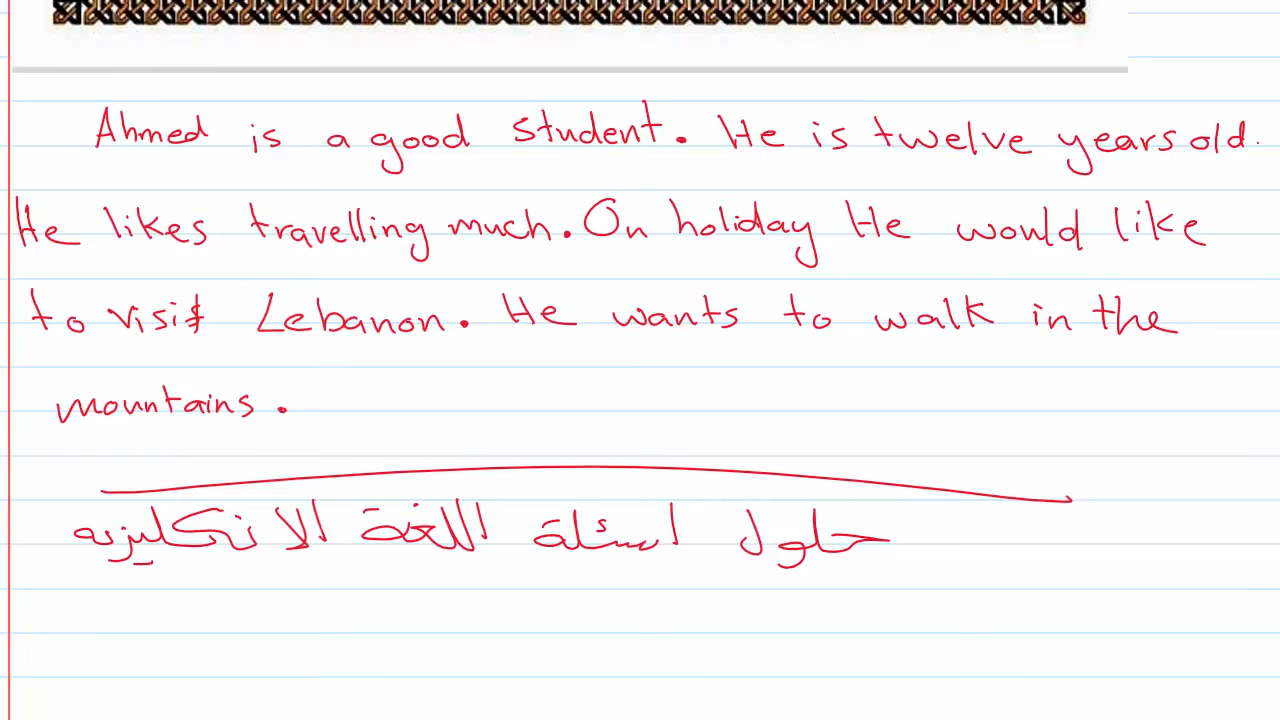 Ahmed is a good student. He is twelve years old.
He likes travelling much. On holiday He would like
to visit Lebanon. He wants to walk in the
mountains.
حلول اسئلة اللغة الانكليزيه